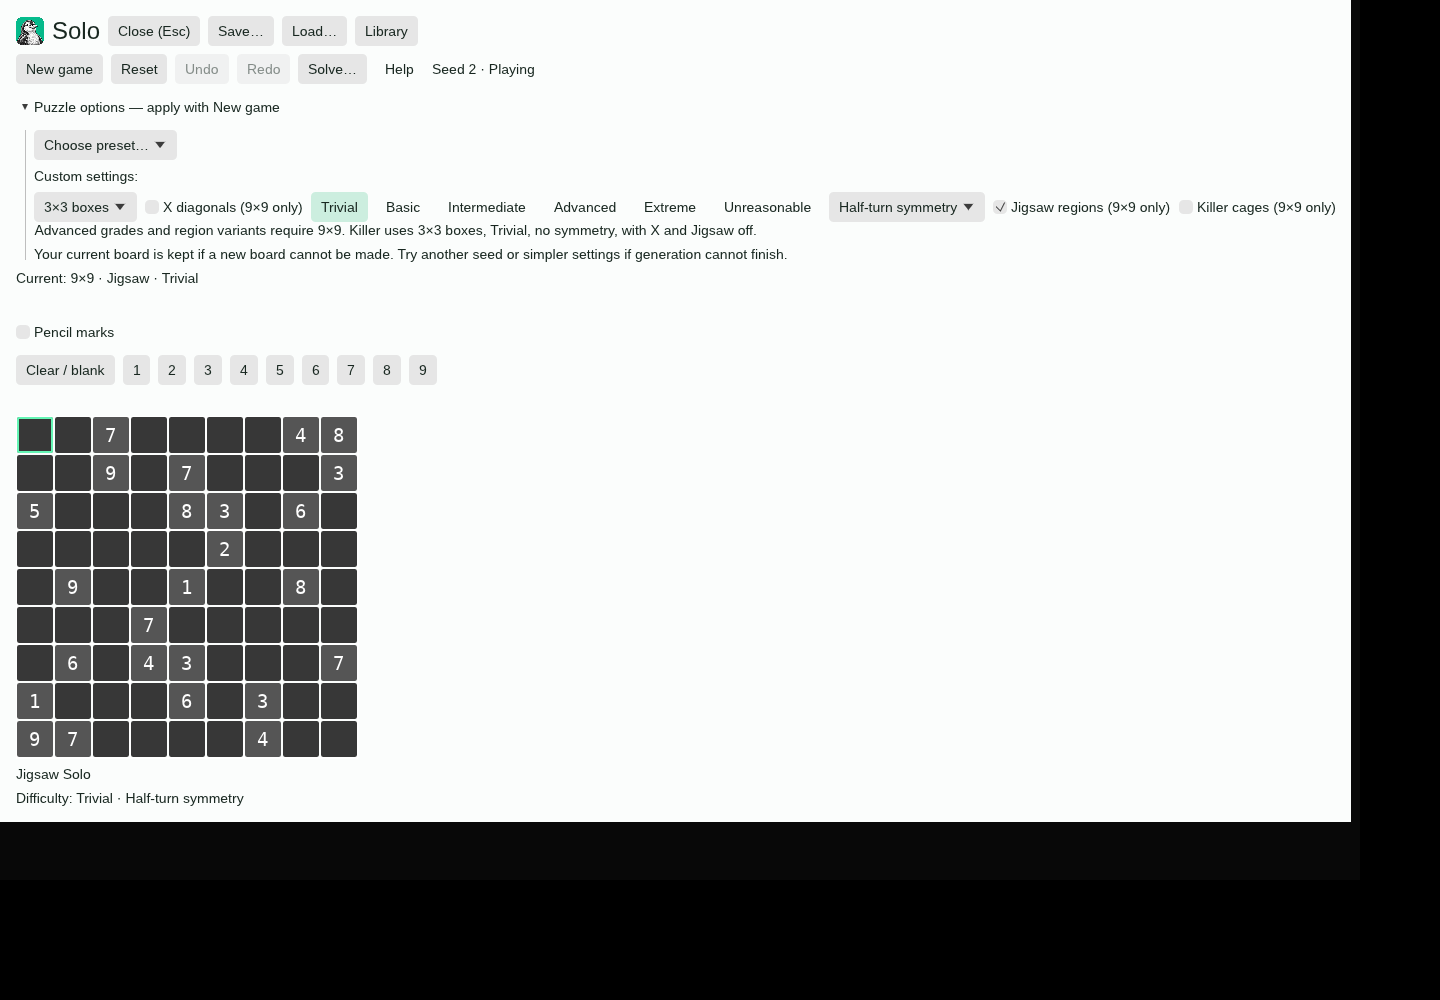 Solo Close (Esc) Save… Load… Library
New game Reset Undo Redo Solve… Help Seed 2 · Playing
▾ Puzzle options — apply with New game
Choose preset…
Custom settings:
3×3 boxes X diagonals (9×9 only) Trivial Basic Intermediate Advanced Extreme Unreasonable Half-turn symmetry Jigsaw regions (9×9 only) Killer cages (9×9 only)
Advanced grades and region variants require 9×9. Killer uses 3×3 boxes, Trivial, no symmetry, with X and Jigsaw off.
Your current board is kept if a new board cannot be made. Try another seed or simpler settings if generation cannot finish.
Current: 9×9 · Jigsaw · Trivial
Pencil marks
Clear / blank 1 2 3 4 5 6 7 8 9
7 4 8
9 7 3
5 8 3 6
2
9 1 8
7
6 4 3 7
1 6 3
9 7 4
Jigsaw Solo
Difficulty: Trivial · Half-turn symmetry